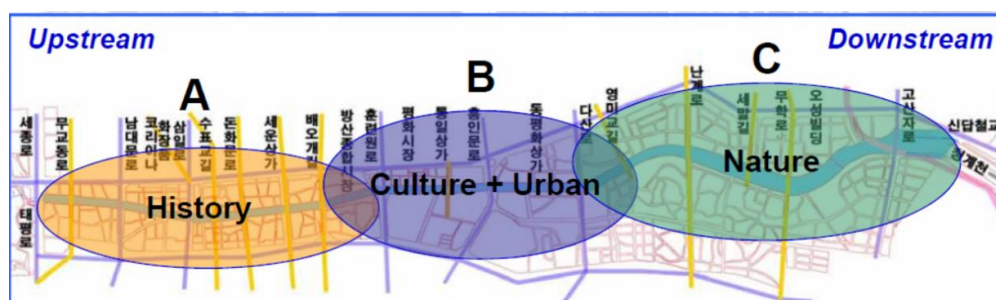 Upstream
Downstream
A
B
C
세종로
무교동로
남대문로
코리아나
화장품
삼일로
수표교길
돈화문로
세운상가
배오개길
방산종합시장
훈련원로
평화시장
통일상가
흥인문로
동평화상가
다산로
영미교길
난계로
세말길
무학로
오성빌딩
고산자로
신답철교
청계천
태평로
History
Culture + Urban
Nature